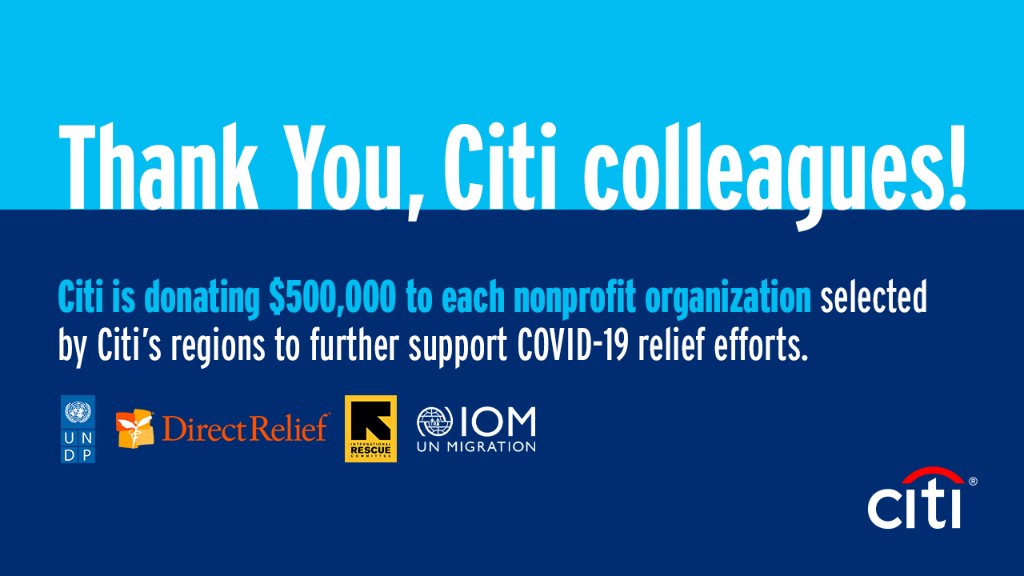 Thank You, Citi colleagues!
Citi is donating $500,000 to each nonprofit organization selected
by Citi's regions to further support COVID-19 relief efforts.
U N
D P
DirectRelief
INTERNATIONAL
RESCUE
COMMITTEE
IOM
UN MIGRATION
citi®